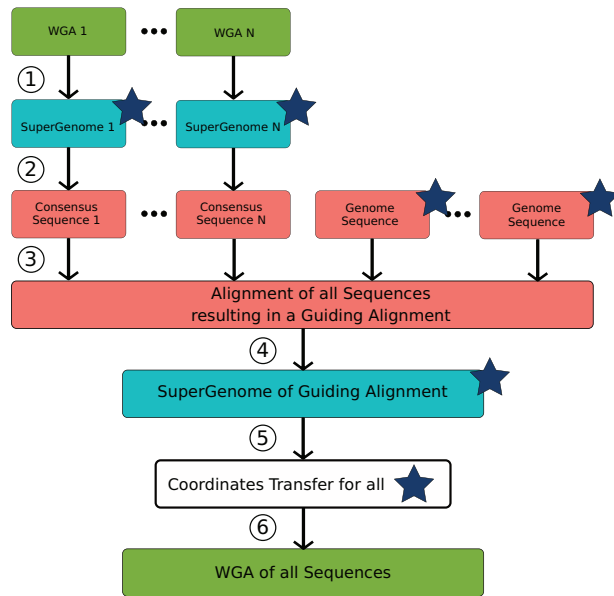 WGA 1
WGA N
1
SuperGenome 1
SuperGenome N
2
Consensus
Sequence 1
Consensus
Sequence N
Genome
Sequence
Genome
Sequence
3
Alignment of all Sequences
resulting in a Guiding Alignment
4
SuperGenome of Guiding Alignment
5
Coordinates Transfer for all
6
WGA of all Sequences